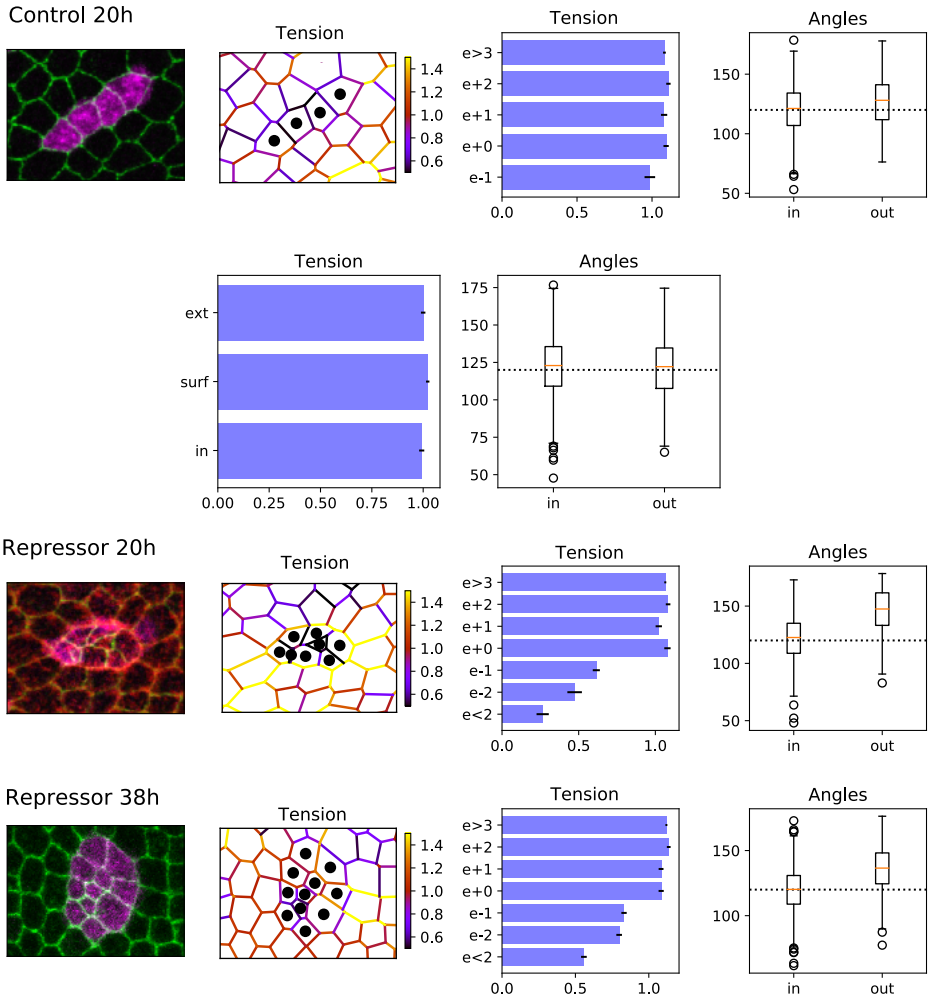 Control 20h
Tension
1.4
1.2
1.0
0.8
0.6
Tension
e>3
e+2
e+1
e+0
e-1
0.0 0.5 1.0
Angles
150
100
50
in out
Tension
ext
surf
in
0.00 0.25 0.50 0.75 1.00
Angles
175
150
125
100
75
50
in out
Repressor 20h
Tension
1.4
1.2
1.0
0.8
0.6
Tension
e>3
e+2
e+1
e+0
e-1
e-2
e<2
0.0 0.5 1.0
Angles
150
100
50
in out
Repressor 38h
Tension
1.4
1.2
1.0
0.8
0.6
Tension
e>3
e+2
e+1
e+0
e-1
e-2
e<2
0.0 0.5 1.0
Angles
150
100
in out